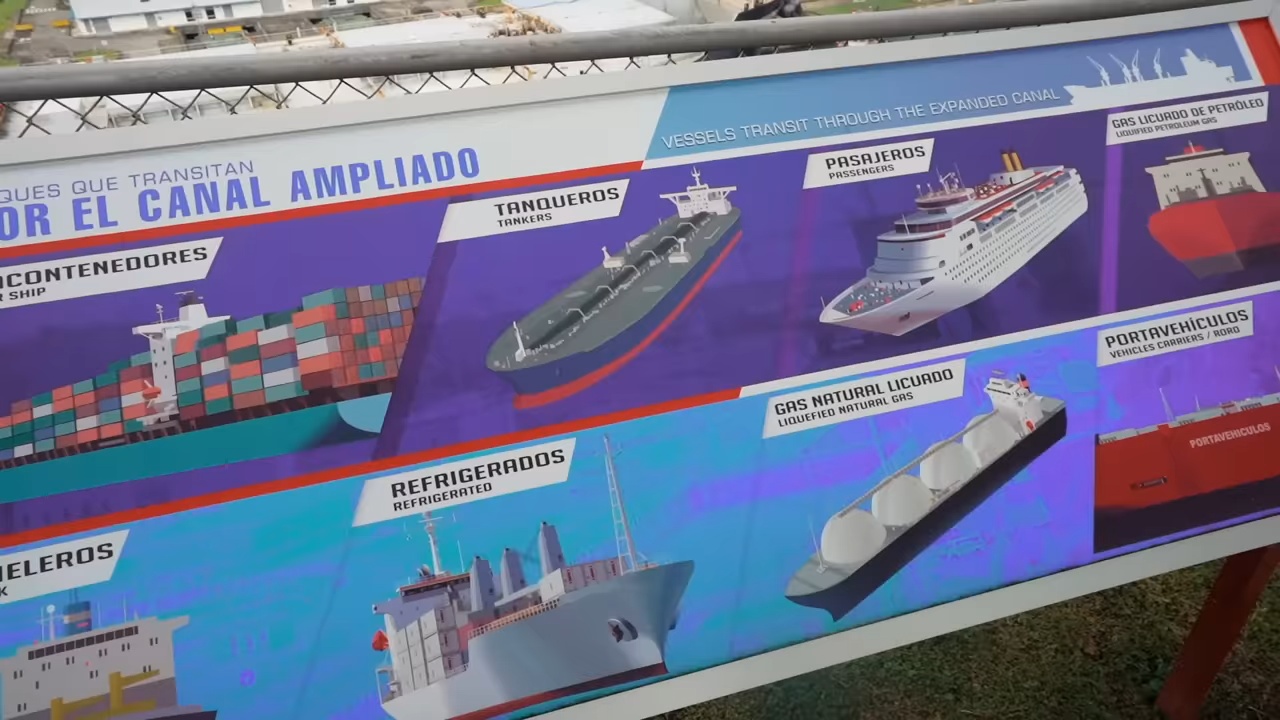 QUES QUE TRANSITAN
OR EL CANAL AMPLIADO
VESSELS TRANSIT THROUGH THE EXPANDED CANAL
CONTENEDORES
SHIP
TANQUEROS
TANKERS
PASAJEROS
PASSENGERS
GAS LICUADO DE PETRÓLEO
LIQUIFIED PETROLEUM GAS
ELEROS
K
REFRIGERADOS
REFRIGERATED
GAS NATURAL LICUADO
LIQUEFIED NATURAL GAS
PORTAVEHÍCULOS
VEHICLES CARRIERS / RORO
PORTAVEHICULOS